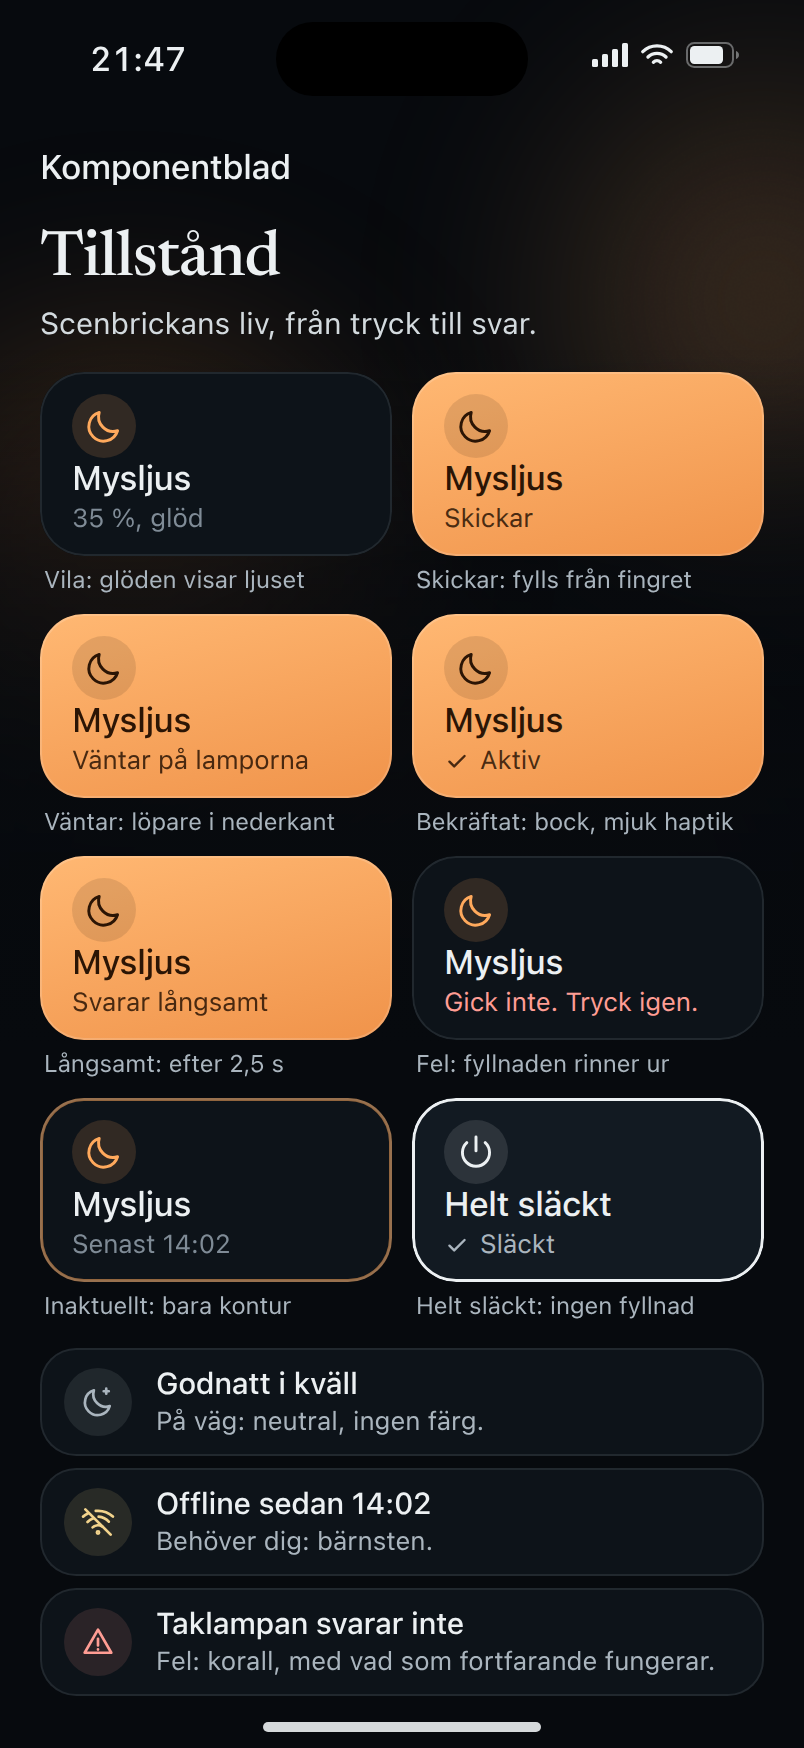 21:47
Komponentblad
Tillstånd
Scenbrickans liv, från tryck till svar.
Mysljus
35 %, glöd
Vila: glöden visar ljuset
Mysljus
Skickar
Skickar: fylls från fingret
Mysljus
Väntar på lamporna
Väntar: löpare i nederkant
Mysljus
Aktiv
Bekräftat: bock, mjuk haptik
Mysljus
Svarar långsamt
Långsamt: efter 2,5 s
Mysljus
Gick inte. Tryck igen.
Fel: fyllnaden rinner ur
Mysljus
Senast 14:02
Inaktuellt: bara kontur
Helt släckt
Släckt
Helt släckt: ingen fyllnad
Godnatt i kväll
På väg: neutral, ingen färg.
Offline sedan 14:02
Behöver dig: bärnsten.
Taklampan svarar inte
Fel: korall, med vad som fortfarande fungerar.